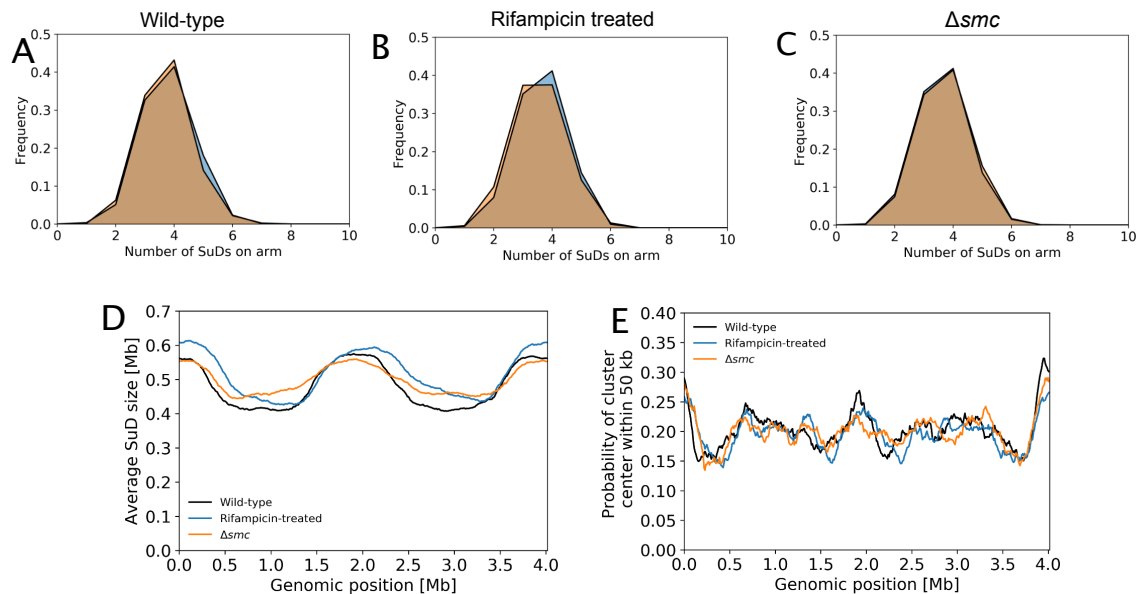 Wild-type
Rifampicin treated
Δsmc
A
B
C
0.5
0.4
0.3
0.2
0.1
0.0
Frequency
0 2 4 6 8 10
Number of SuDs on arm
0.5
0.4
0.3
0.2
0.1
0.0
Frequency
0 2 4 6 8 10
Number of SuDs on arm
0.5
0.4
0.3
0.2
0.1
0.0
Frequency
0 2 4 6 8 10
Number of SuDs on arm
D
0.7
0.6
0.5
0.4
0.3
0.2
0.1
0.0
Average SuD size [Mb]
Wild-type
Rifampicin-treated
Δsmc
0.0 0.5 1.0 1.5 2.0 2.5 3.0 3.5 4.0
Genomic position [Mb]
E
0.40
0.35
0.30
0.25
0.20
0.15
0.10
0.05
0.00
Probability of cluster
center within 50 kb
Wild-type
Rifampicin-treated
Δsmc
0.0 0.5 1.0 1.5 2.0 2.5 3.0 3.5 4.0
Genomic position [Mb]